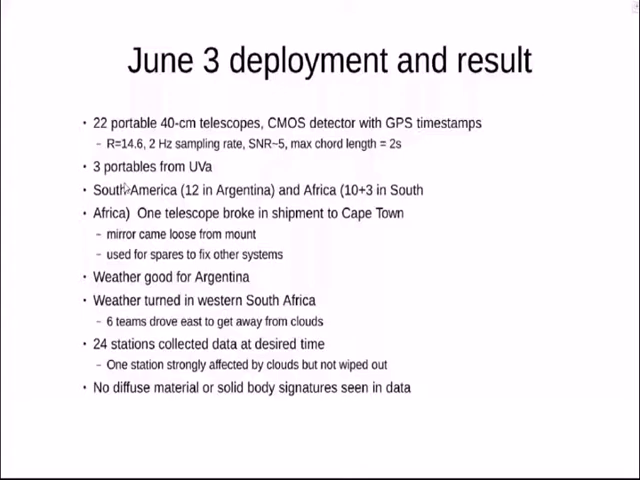 June 3 deployment and result
• 22 portable 40-cm telescopes, CMOS detector with GPS timestamps
– R=14.6, 2 Hz sampling rate, SNR~5, max chord length = 2s
• 3 portables from UVa
• South America (12 in Argentina) and Africa (10+3 in South
• Africa) One telescope broke in shipment to Cape Town
– mirror came loose from mount
– used for spares to fix other systems
• Weather good for Argentina
• Weather turned in western South Africa
– 6 teams drove east to get away from clouds
• 24 stations collected data at desired time
– One station strongly affected by clouds but not wiped out
• No diffuse material or solid body signatures seen in data